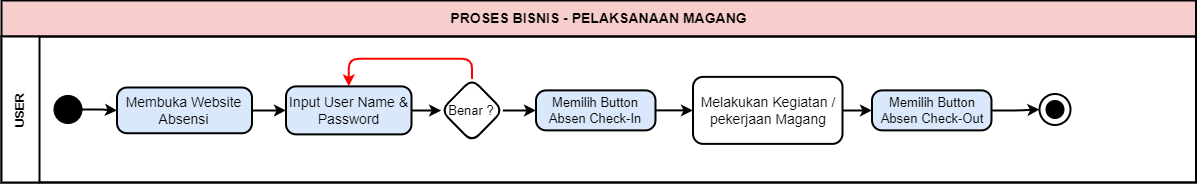 PROSES BISNIS - PELAKSANAAN MAGANG
USER
Membuka Website
Absensi
Input User Name &
Password
Benar ?
Memilih Button
Absen Check-In
Melakukan Kegiatan /
pekerjaan Magang
Memilih Button
Absen Check-Out